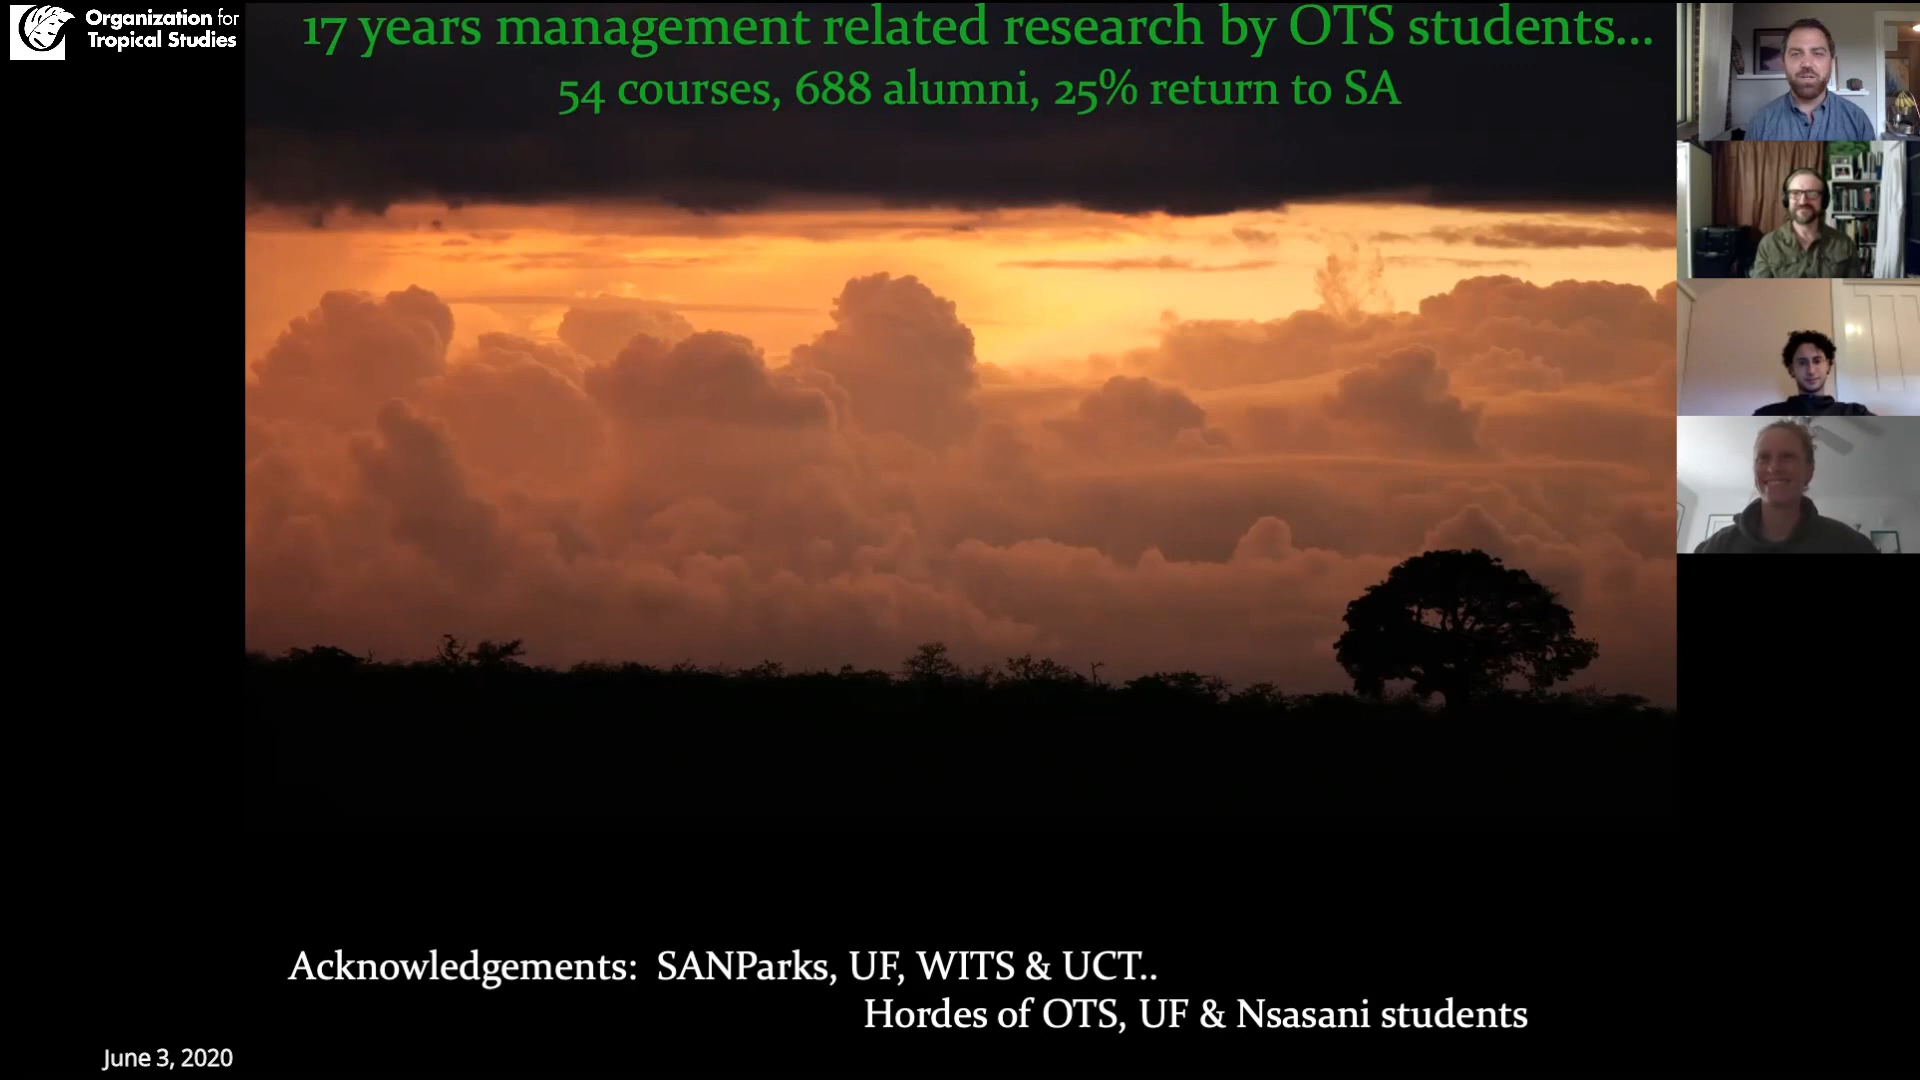 Organization for
Tropical Studies
17 years management related research by OTS students...
54 courses, 688 alumni, 25% return to SA
Acknowledgements: SANParks, UF, WITS & UCT..
Hordes of OTS, UF & Nsasani students
June 3, 2020